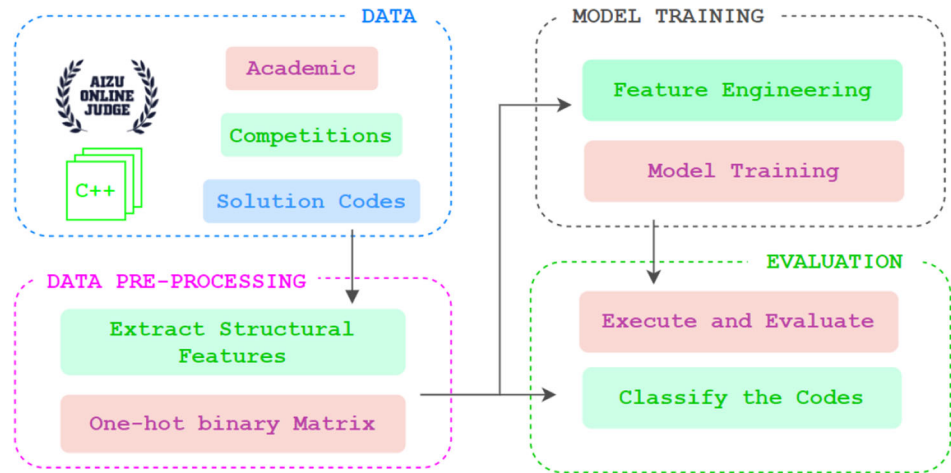 DATA
AIZU
ONLINE
JUDGE
C++
Academic
Competitions
Solution Codes
MODEL TRAINING
Feature Engineering
Model Training
DATA PRE-PROCESSING
Extract Structural
Features
One-hot binary Matrix
EVALUATION
Execute and Evaluate
Classify the Codes